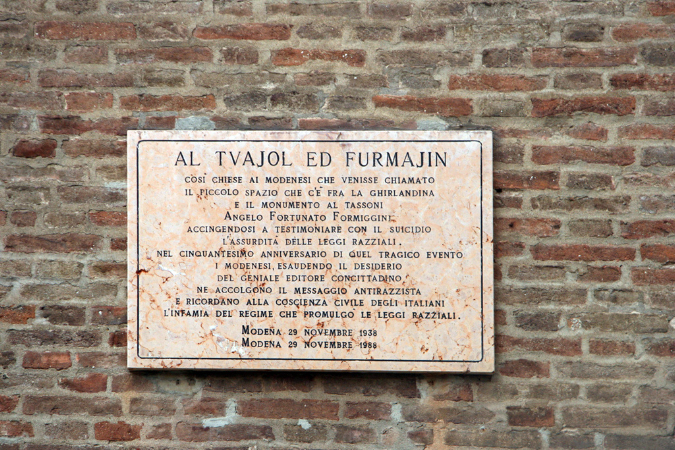 AL TVAJOL ED FURMAJIN
COSÌ CHIESE AI MODENESI CHE VENISSE CHIAMATO
IL PICCOLO SPAZIO CHE C'È FRA LA GHIRLANDINA
E IL MONUMENTO AL TASSONI
ANGELO FORTUNATO FORMIGGINI
ACCINGENDOSI A TESTIMONIARE CON IL SUICIDIO
L'ASSURDITÀ DELLE LEGGI RAZZIALI.
NEL CINQUANTESIMO ANNIVERSARIO DI QUEL TRAGICO EVENTO
I MODENESI, ESAUDENDO IL DESIDERIO
DEL GENIALE EDITORE CONCITTADINO,
NE ACCOLGONO IL MESSAGGIO ANTIRAZZISTA
E RICORDANO ALLA COSCIENZA CIVILE DEGLI ITALIANI
L'INFAMIA DEL REGIME CHE PROMULGÒ LE LEGGI RAZZIALI.
MODENA 29 NOVEMBRE 1938
MODENA 29 NOVEMBRE 1988